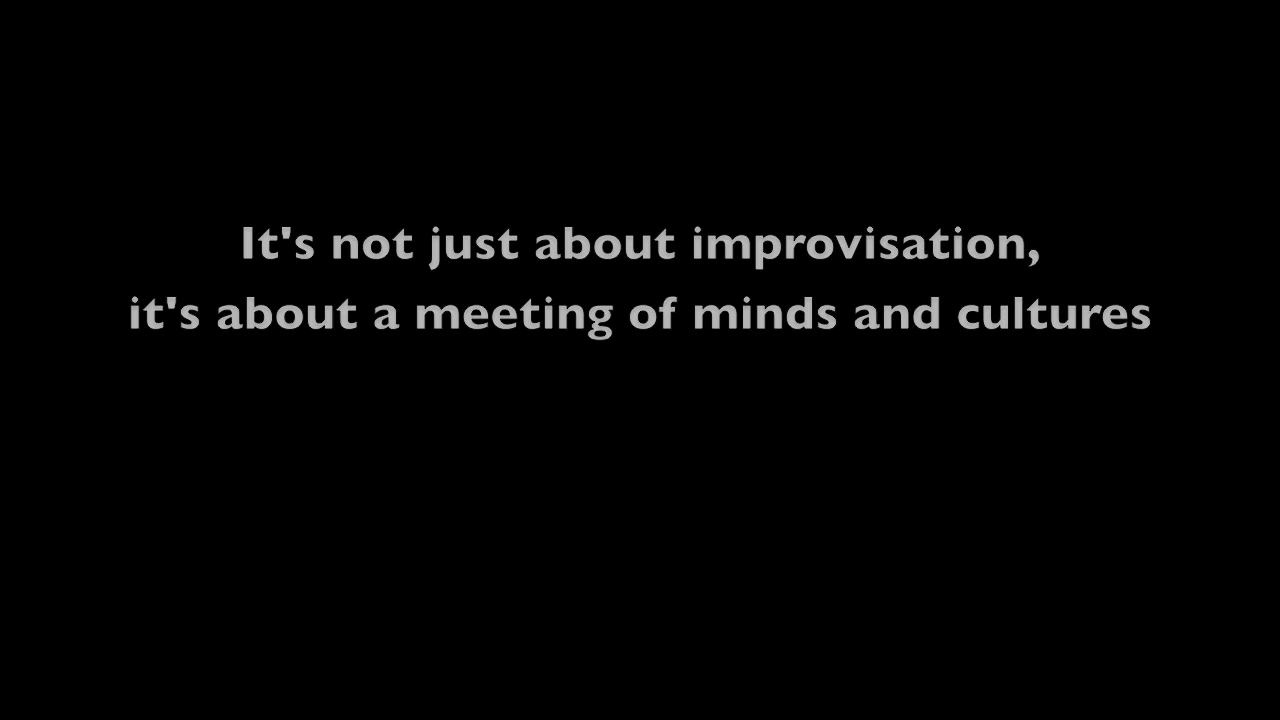 It's not just about improvisation,
it's about a meeting of minds and cultures